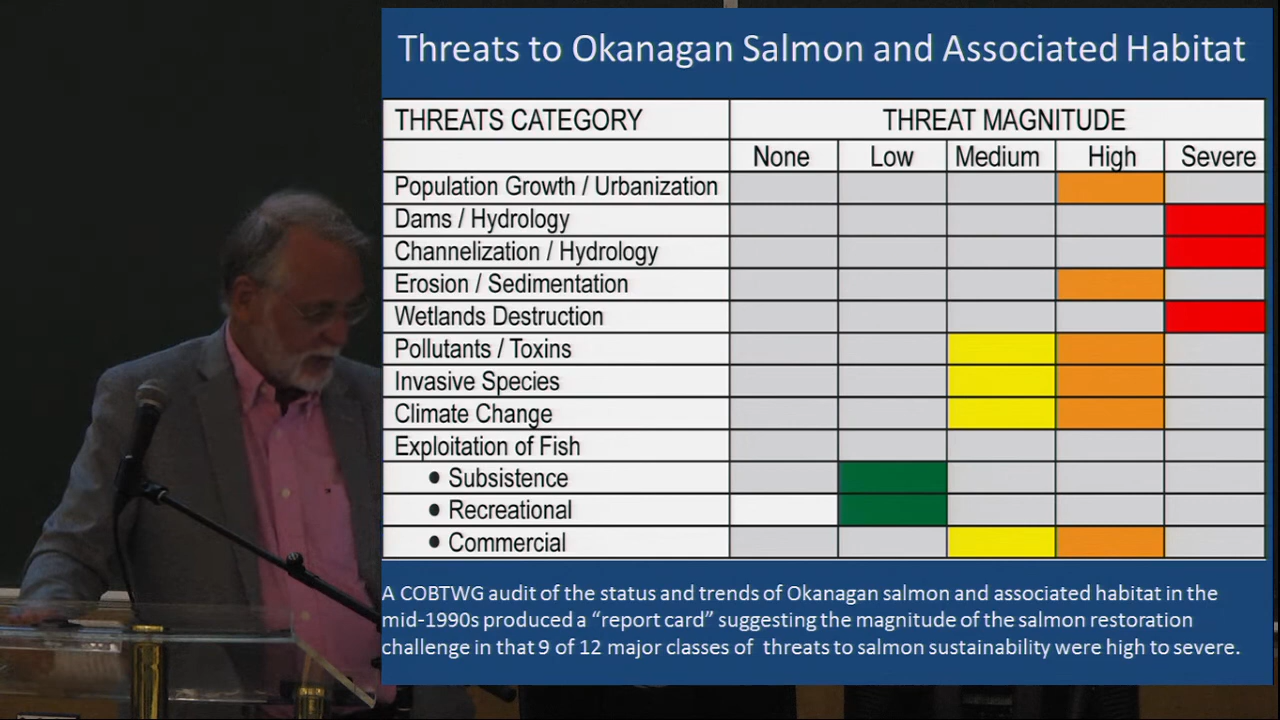 Threats to Okanagan Salmon and Associated Habitat
THREATS CATEGORY THREAT MAGNITUDE
None Low Medium High Severe
Population Growth / Urbanization
Dams / Hydrology
Channelization / Hydrology
Erosion / Sedimentation
Wetlands Destruction
Pollutants / Toxins
Invasive Species
Climate Change
Exploitation of Fish
• Subsistence
• Recreational
• Commercial
A COBTWG audit of the status and trends of Okanagan salmon and associated habitat in the
mid-1990s produced a “report card” suggesting the magnitude of the salmon restoration
challenge in that 9 of 12 major classes of threats to salmon sustainability were high to severe.